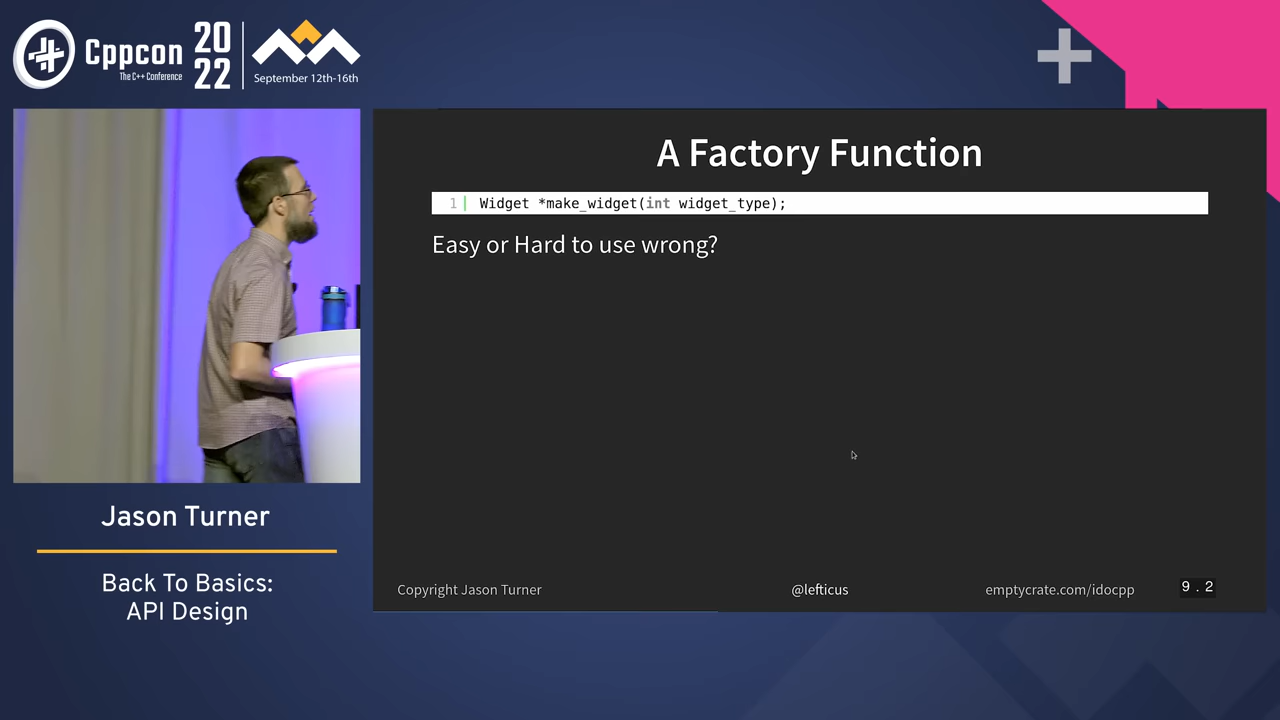 Cppcon
The C++ Conference
20
22
September 12th-16th
A Factory Function
1 Widget *make_widget(int widget_type);
Easy or Hard to use wrong?
Copyright Jason Turner
@lefticus
emptycrate.com/idocpp
9 . 2
Jason Turner
Back To Basics:
API Design